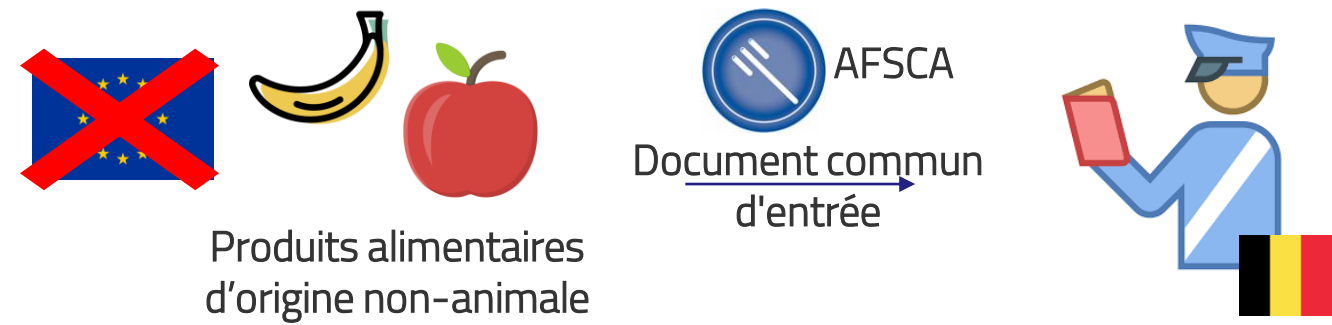 AFSCA
Document commun
d'entrée
Produits alimentaires
d’origine non-animale